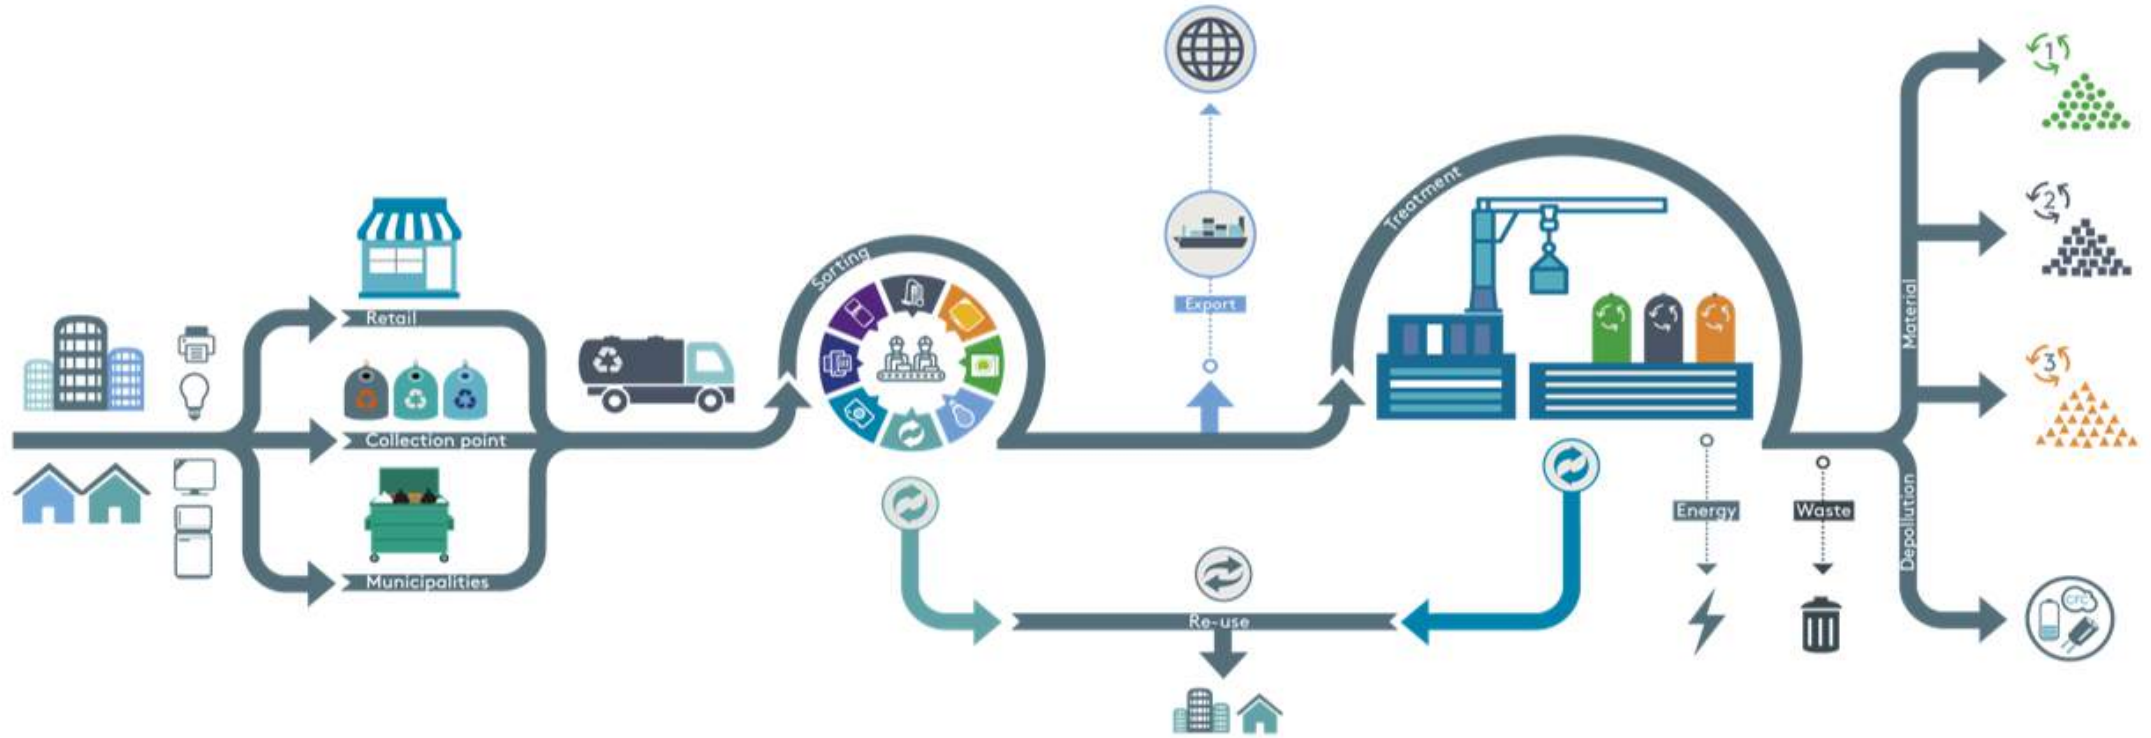 Retail
Collection point
Municipalities
Sorting
Export
Treatment
Re-use
Energy
Waste
Material
Depollution
1
2
3
CFC